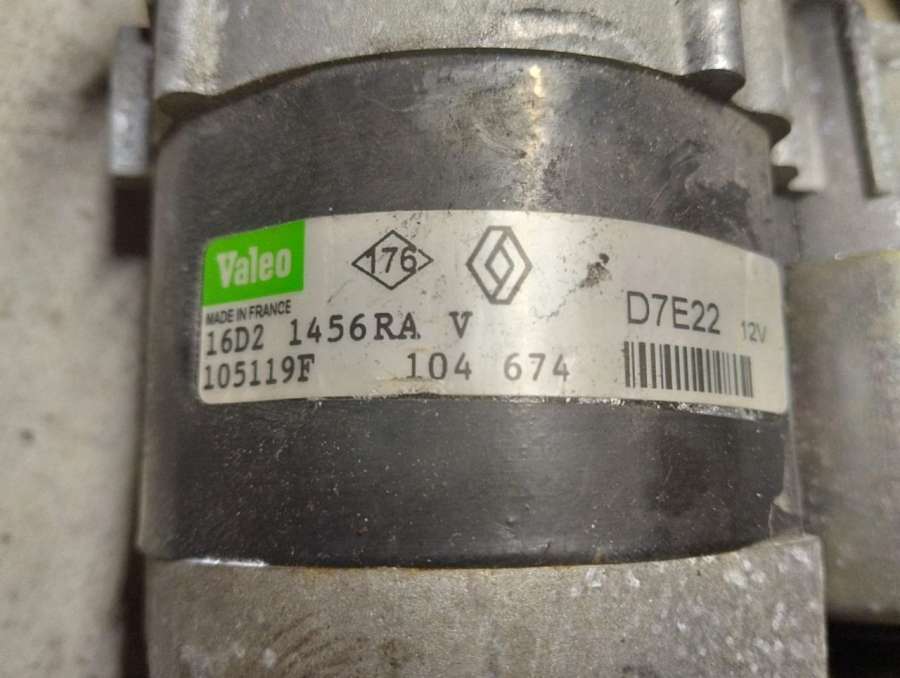 Valeo
176
MADE IN FRANCE
16D2 1456RA V
105119F 104 674
D7E22 12V